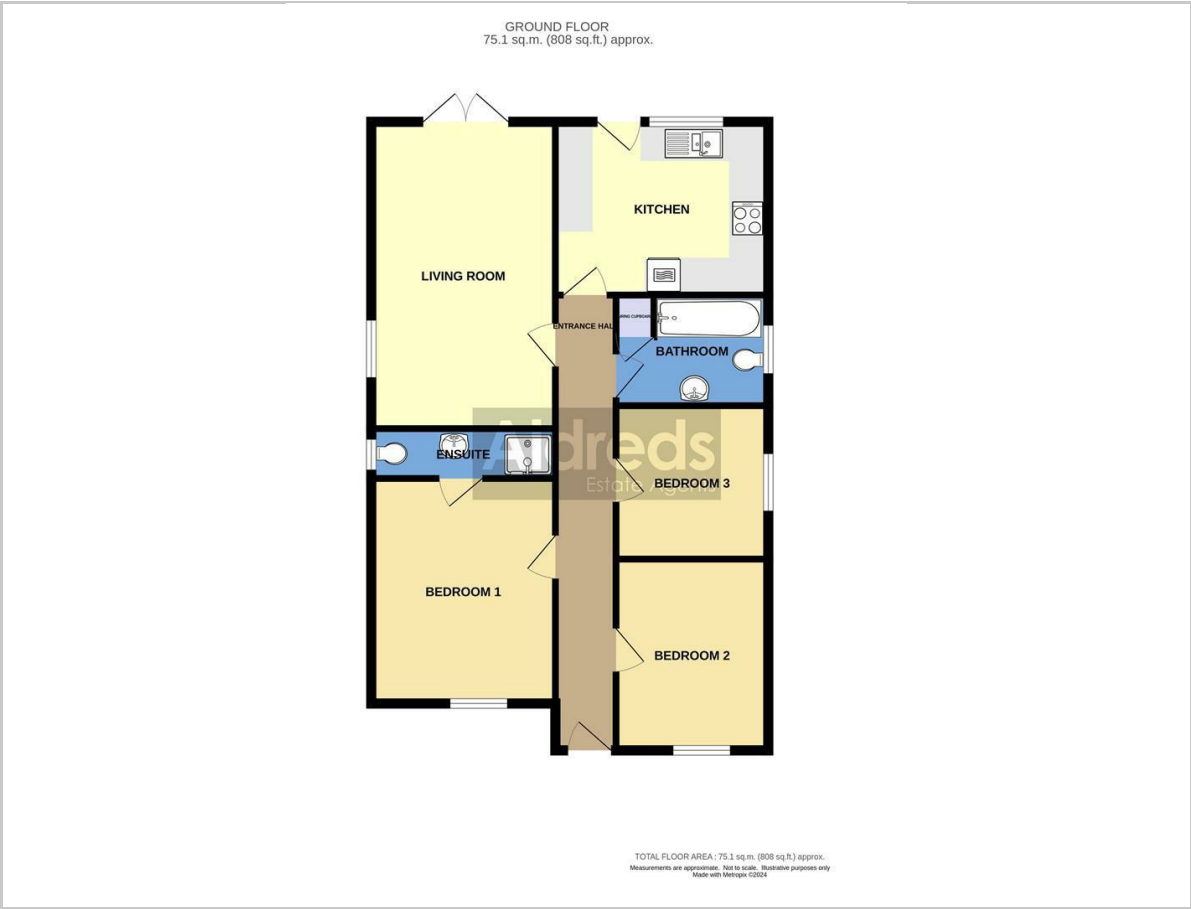 GROUND FLOOR
75.1 sq.m. (808 sq.ft.) approx.
KITCHEN
LIVING ROOM
ENTRANCE HAL
BATHROOM
Aldreds
Estate Agents
ENSUITE
BEDROOM 3
BEDROOM 1
BEDROOM 2
TOTAL FLOOR AREA : 75.1 sq.m. (808 sq.ft.) approx.
Measurements are approximate. Not to scale. Illustrative purposes only
Made with Metropix ©2024